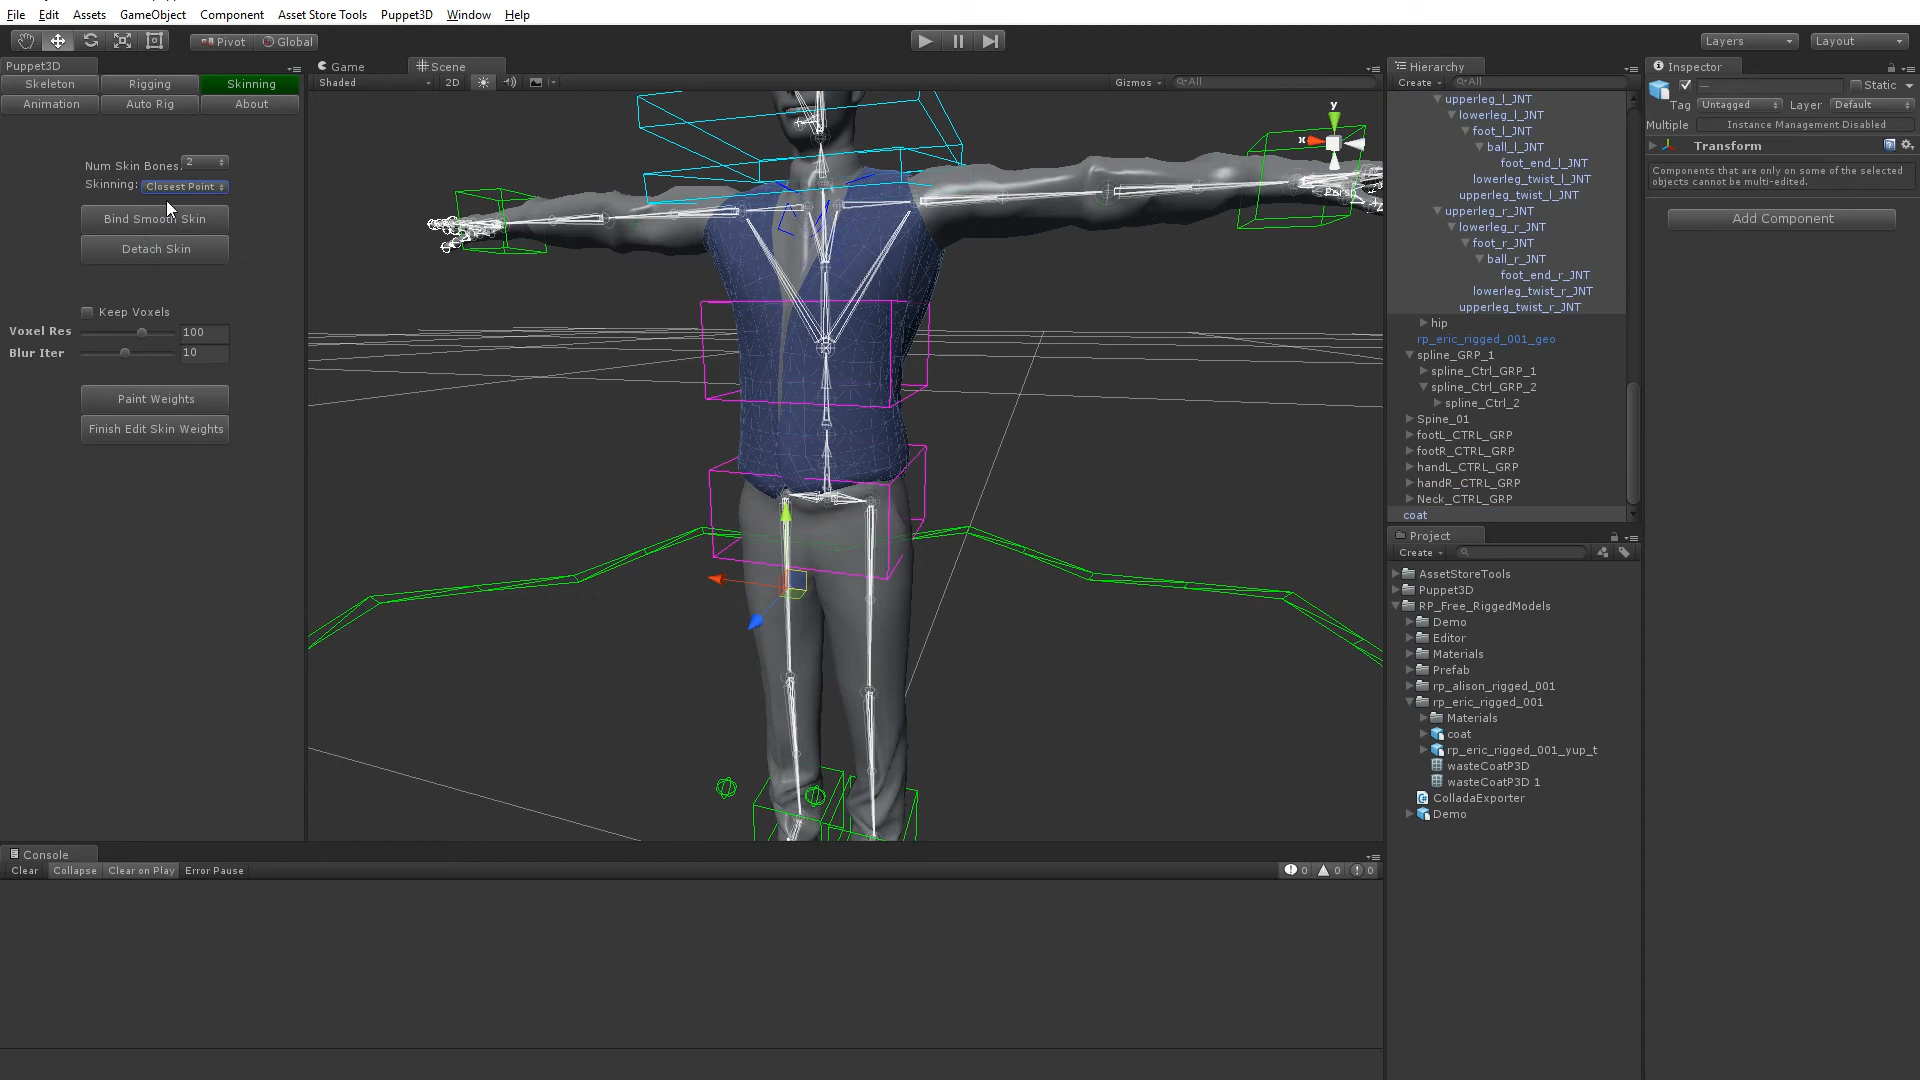 File Edit Assets GameObject Component Asset Store Tools Puppet3D Window Help
Pivot Global Layers Layout
Puppet3D
Skeleton Rigging Skinning
Animation Auto Rig About
Num Skin Bones: 2
Skinning: Closest Point
Bind Smooth Skin
Detach Skin
Keep Voxels
Voxel Res 100
Blur Iter 10
Paint Weights
Finish Edit Skin Weights
Game Scene
Shaded 2D Gizmos All
y
x
Persp
Hierarchy
Create All
upperleg_l_JNT
lowerleg_l_JNT
foot_l_JNT
ball_l_JNT
foot_end_l_JNT
lowerleg_twist_l_JNT
upperleg_twist_l_JNT
upperleg_r_JNT
lowerleg_r_JNT
foot_r_JNT
ball_r_JNT
foot_end_r_JNT
lowerleg_twist_r_JNT
upperleg_twist_r_JNT
hip
rp_eric_rigged_001_geo
spline_GRP_1
spline_Ctrl_GRP_1
spline_Ctrl_GRP_2
spline_Ctrl_2
Spine_01
footL_CTRL_GRP
footR_CTRL_GRP
handL_CTRL_GRP
handR_CTRL_GRP
Neck_CTRL_GRP
coat
Project
Create
AssetStoreTools
Puppet3D
RP_Free_RiggedModels
Demo
Editor
Materials
Prefab
rp_alison_rigged_001
rp_eric_rigged_001
Materials
coat
rp_eric_rigged_001_yup_t
wasteCoatP3D
wasteCoatP3D 1
ColladaExporter
Demo
Inspector
— Static
Tag Untagged Layer Default
Multiple Instance Management Disabled
Transform
Components that are only on some of the selected
objects cannot be multi-edited.
Add Component
Console
Clear Collapse Clear on Play Error Pause 0 0 0